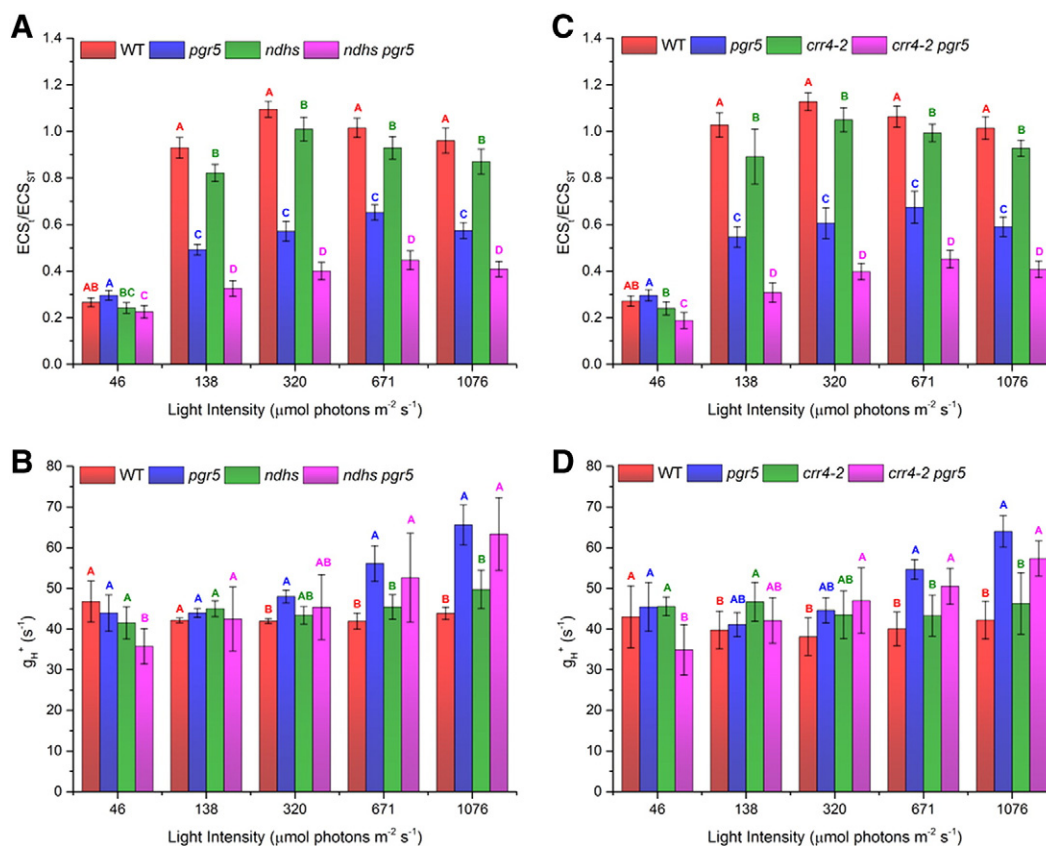 A
WT pgr5 ndhs ndhs pgr5
ECSt/ECSST
1.4
1.2
1.0
0.8
0.6
0.4
0.2
0.0
A A A A
B B B B
C C C C
D D D D
AB A BC C
46 138 320 671 1076
Light Intensity (μmol photons m⁻² s⁻¹)
C
WT pgr5 crr4-2 crr4-2 pgr5
ECSt/ECSST
1.4
1.2
1.0
0.8
0.6
0.4
0.2
0.0
A A A A
B B B B
C C C C
D D D D
AB A B C
46 138 320 671 1076
Light Intensity (μmol photons m⁻² s⁻¹)
B
WT pgr5 ndhs ndhs pgr5
gH⁺ (s⁻¹)
80
70
60
50
40
30
20
10
0
A A A B
A A A A
B A AB AB
B A B A
B A B A
46 138 320 671 1076
Light Intensity (μmol photons m⁻² s⁻¹)
D
WT pgr5 crr4-2 crr4-2 pgr5
gH⁺ (s⁻¹)
80
70
60
50
40
30
20
10
0
A A A B
B AB A AB
B AB AB A
B A B A
B A B A
46 138 320 671 1076
Light Intensity (μmol photons m⁻² s⁻¹)